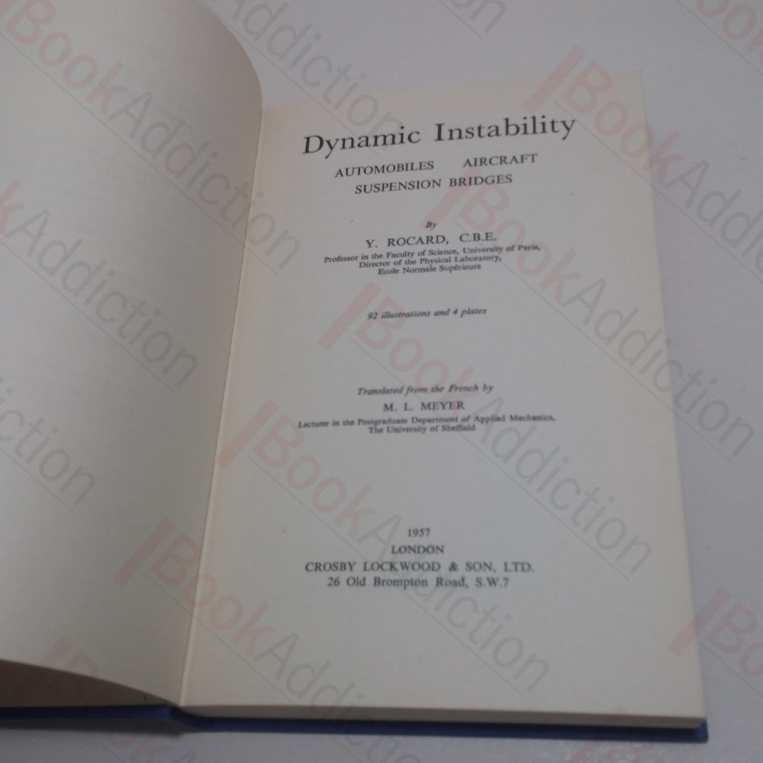 Dynamic Instability
AUTOMOBILES AIRCRAFT
SUSPENSION BRIDGES
By
Y. ROCARD, C.B.E.
Professor in the Faculty of Science, University of Paris,
Director of the Physical Laboratory,
Ecole Normale Supérieure
92 illustrations and 4 plates
Translated from the French by
M. L. MEYER
Lecturer in the Postgraduate Department of Applied Mechanics,
The University of Sheffield
1957
LONDON
CROSBY LOCKWOOD & SON, LTD.
26 Old Brompton Road, S.W.7
BookAddiction